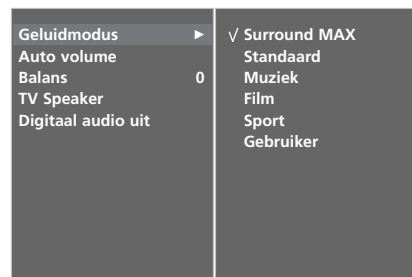 Geluidmodus ►
Auto volume
Balans 0
TV Speaker
Digitaal audio uit
√ Surround MAX
Standaard
Muziek
Film
Sport
Gebruiker